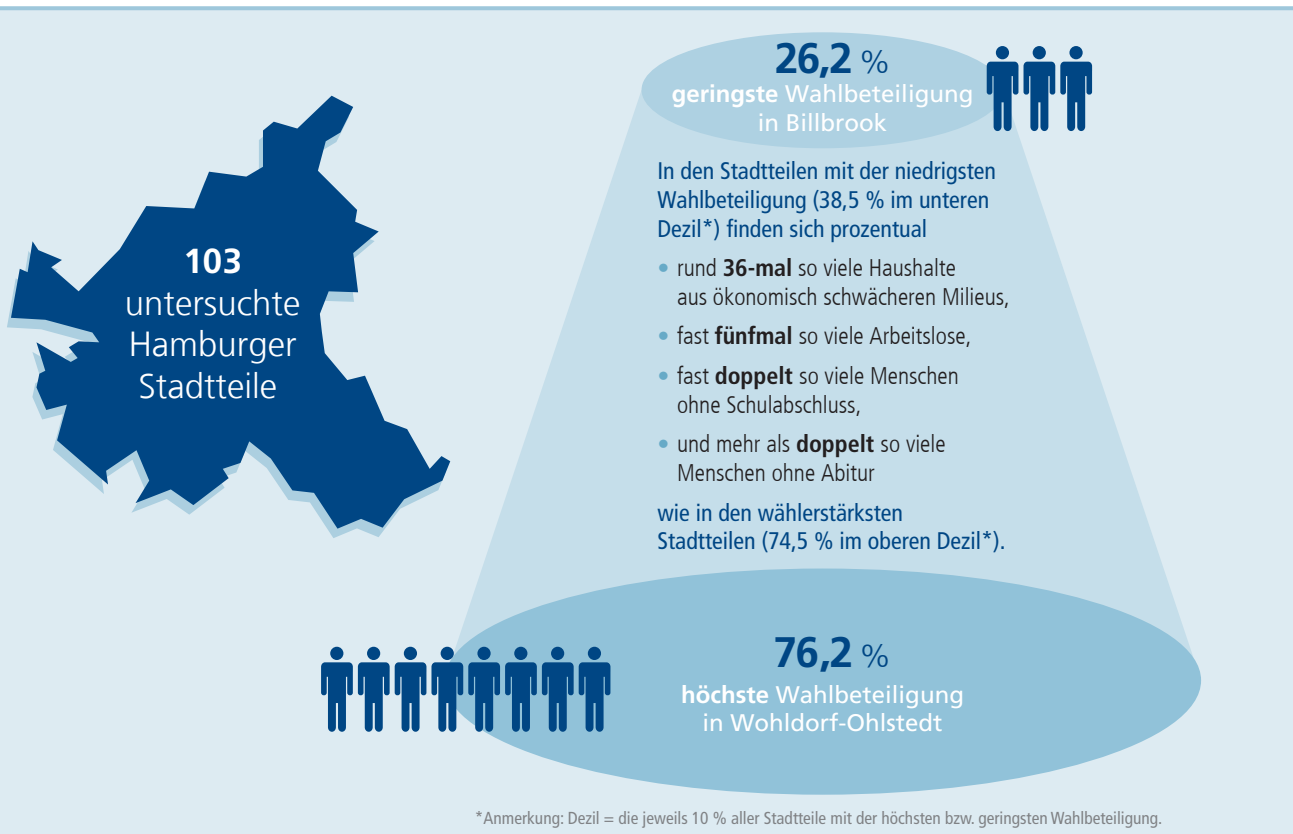 103
untersuchte
Hamburger
Stadtteile
26,2 %
geringste Wahlbeteiligung
in Billbrook
In den Stadtteilen mit der niedrigsten
Wahlbeteiligung (38,5 % im unteren
Dezil*) finden sich prozentual
• rund 36-mal so viele Haushalte
aus ökonomisch schwächeren Milieus,
• fast fünfmal so viele Arbeitslose,
• fast doppelt so viele Menschen
ohne Schulabschluss,
• und mehr als doppelt so viele
Menschen ohne Abitur
wie in den wählerstärksten
Stadtteilen (74,5 % im oberen Dezil*).
76,2 %
höchste Wahlbeteiligung
in Wohldorf-Ohlstedt
*Anmerkung: Dezil = die jeweils 10 % aller Stadtteile mit der höchsten bzw. geringsten Wahlbeteiligung.